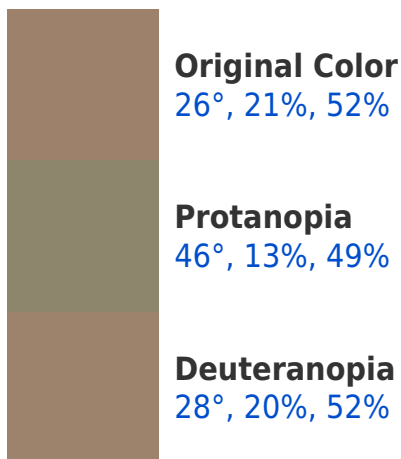 Original Color
26°, 21%, 52%
Protanopia
46°, 13%, 49%
Deuteranopia
28°, 20%, 52%